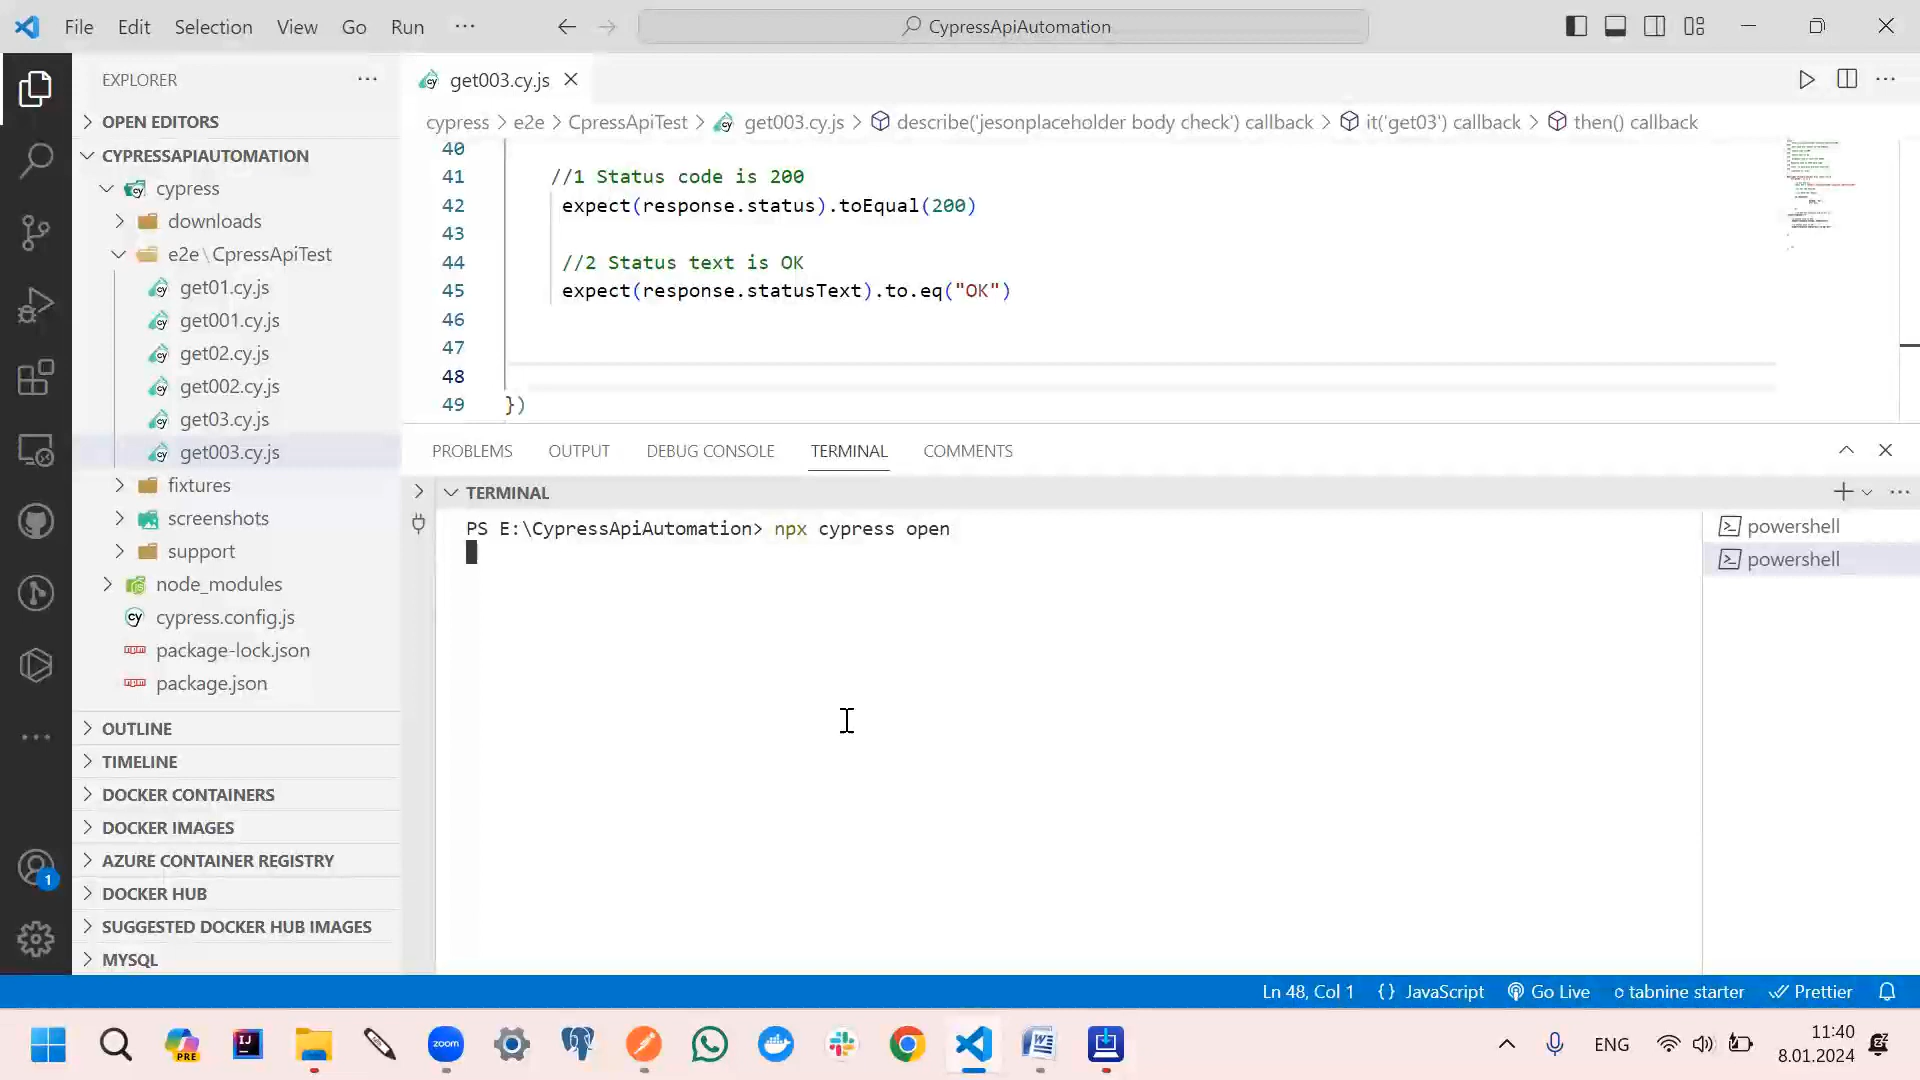 File Edit Selection View Go Run ···
CypressApiAutomation
EXPLORER
OPEN EDITORS
CYPRESSAPIAUTOMATION
cypress
downloads
e2e \ CpressApiTest
get01.cy.js
get001.cy.js
get02.cy.js
get002.cy.js
get03.cy.js
get003.cy.js
fixtures
screenshots
support
node_modules
cypress.config.js
package-lock.json
package.json
OUTLINE
TIMELINE
DOCKER CONTAINERS
DOCKER IMAGES
AZURE CONTAINER REGISTRY
DOCKER HUB
SUGGESTED DOCKER HUB IMAGES
MYSQL
1
get003.cy.js
cypress > e2e > CpressApiTest > get003.cy.js > describe('jesonplaceholder body check') callback > it('get03') callback > then() callback
40
41 //1 Status code is 200
42 expect(response.status).toEqual(200)
43
44 //2 Status text is OK
45 expect(response.statusText).to.eq("OK")
46
47
48
49 })
PROBLEMS OUTPUT DEBUG CONSOLE TERMINAL COMMENTS
TERMINAL
PS E:\CypressApiAutomation> npx cypress open
powershell
powershell
Ln 48, Col 1 {} JavaScript Go Live tabnine starter Prettier
PRE
IJ
zoom
ENG
11:40
8.01.2024